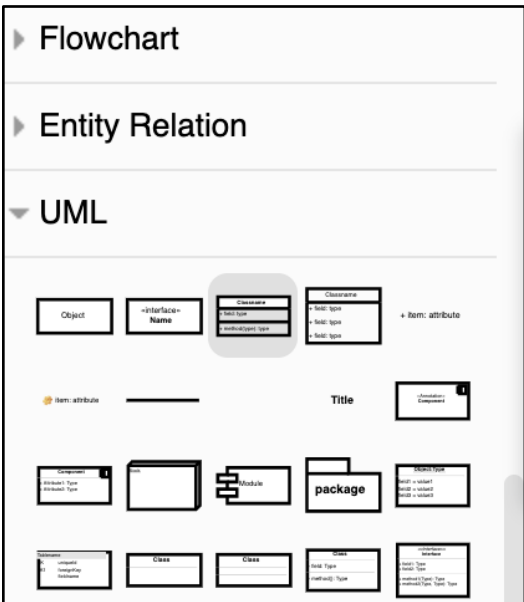 Flowchart
Entity Relation
UML
Object
«interface»
Name
Classname
+ field: type
+ method(type): type
Classname
+ field: type
+ field: type
+ field: type
+ item: attribute
item: attribute
Title
«Annotation»
Component
Component
+ Attribute1: Type
+ Attribute2: Type
Module
package
Object:Type
field1 = value1
field2 = value2
field3 = value3
Tablename
uniqueId
foreignKey
fieldname
Class
Class
Class
+ field: Type
+ method(): Type
«interface»
Interface
+ field1: Type
+ field2: Type
+ method1(Type): Type
+ method2(Type, Type): Type